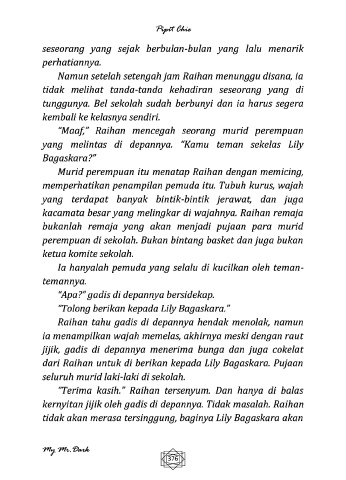 Pipit Chie
seseorang yang sejak berbulan-bulan yang lalu menarik
perhatiannya.
Namun setelah setengah jam Raihan menunggu disana, ia
tidak melihat tanda-tanda kehadiran seseorang yang di
tunggunya. Bel sekolah sudah berbunyi dan ia harus segera
kembali ke kelasnya sendiri.
“Maaf,” Raihan mencegah seorang murid perempuan
yang melintas di depannya. “Kamu teman sekelas Lily
Bagaskara?”
Murid perempuan itu menatap Raihan dengan memicing,
memperhatikan penampilan pemuda itu. Tubuh kurus, wajah
yang terdapat banyak bintik-bintik jerawat, dan juga
kacamata besar yang melingkar di wajahnya. Raihan remaja
bukanlah remaja yang akan menjadi pujaan para murid
perempuan di sekolah. Bukan bintang basket dan juga bukan
ketua komite sekolah.
Ia hanyalah pemuda yang selalu di kucilkan oleh teman-
temannya.
“Apa?” gadis di depannya bersidekap.
“Tolong berikan kepada Lily Bagaskara.”
Raihan tahu gadis di depannya hendak menolak, namun
ia menampilkan wajah memelas, akhirnya meski dengan raut
jijik, gadis di depannya menerima bunga dan juga cokelat
dari Raihan untuk di berikan kepada Lily Bagaskara. Pujaan
seluruh murid laki-laki di sekolah.
“Terima kasih.” Raihan tersenyum. Dan hanya di balas
kernyitan jijik oleh gadis di depannya. Tidak masalah. Raihan
tidak akan merasa tersinggung, baginya Lily Bagaskara akan
My Mr.Dark
376